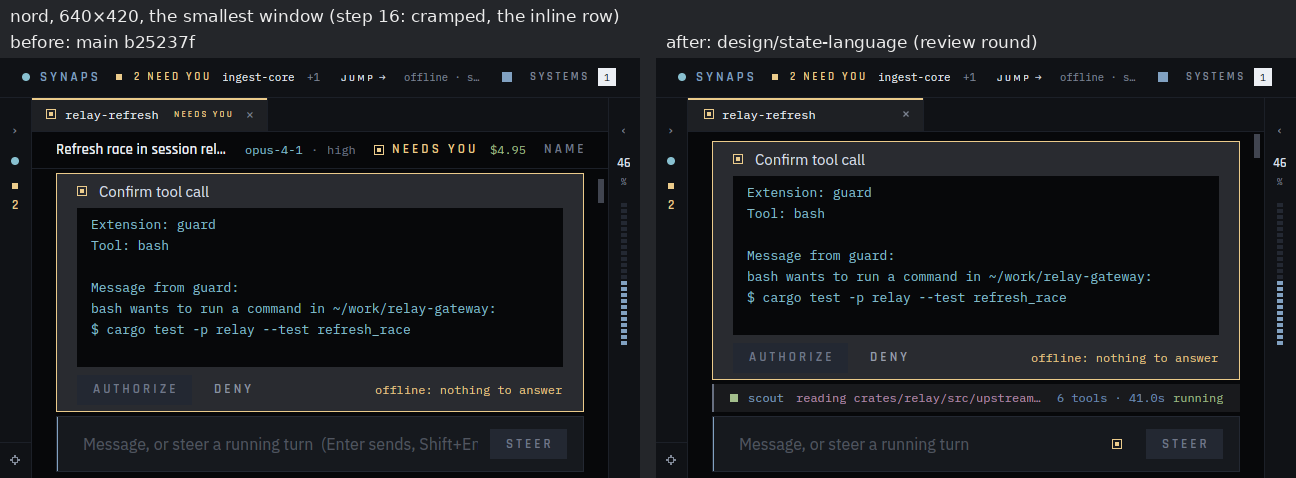 nord, 640×420, the smallest window (step 16: cramped, the inline row)
before: main b25237f
SYNAPS 2 NEED YOU ingest-core +1 JUMP → offline · s… SYSTEMS 1
relay-refresh NEEDS YOU ×
›
‹
Refresh race in session rel… opus-4-1 · high NEEDS YOU $4.95 NAME
46
%
2
Confirm tool call
Extension: guard
Tool: bash
Message from guard:
bash wants to run a command in ~/work/relay-gateway:
$ cargo test -p relay --test refresh_race
AUTHORIZE DENY offline: nothing to answer
Message, or steer a running turn (Enter sends, Shift+Er STEER
after: design/state-language (review round)
SYNAPS 2 NEED YOU ingest-core +1 JUMP → offline · s… SYSTEMS 1
relay-refresh ×
›
‹
46
%
2
Confirm tool call
Extension: guard
Tool: bash
Message from guard:
bash wants to run a command in ~/work/relay-gateway:
$ cargo test -p relay --test refresh_race
AUTHORIZE DENY offline: nothing to answer
scout reading crates/relay/src/upstream… 6 tools · 41.0s running
Message, or steer a running turn STEER